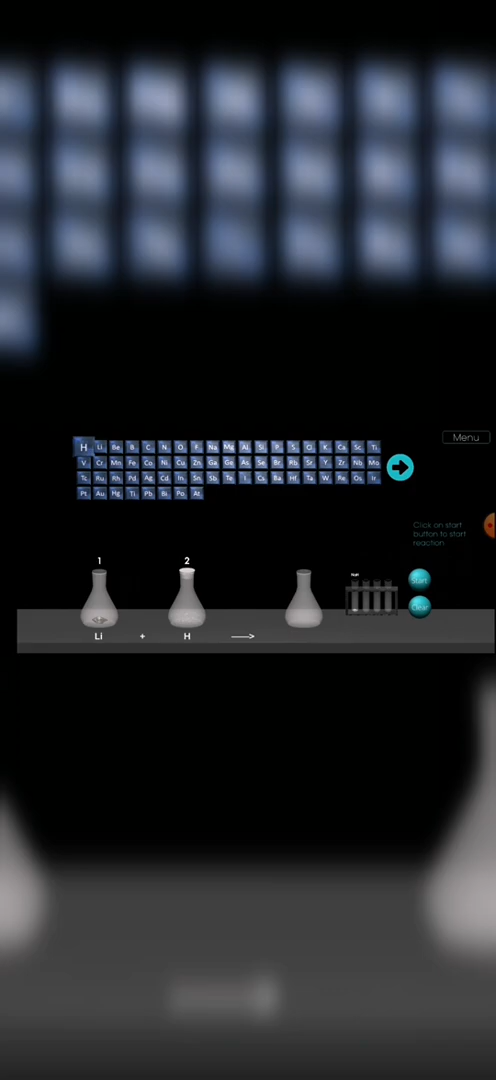 Menu
H Li Be B C N O F Na Mg Al Si P S Cl K Ca Sc Ti
V Cr Mn Fe Co Ni Cu Zn Ga Ge As Se Br Rb Sr Y Zr Nb Mo
Tc Ru Rh Pd Ag Cd In Sn Sb Te I Cs Ba Hf Ta W Re Os Ir
Pt Au Hg Tl Pb Bi Po At
Click on start
button to start
reaction
1 2
Start
Clear
Li + H